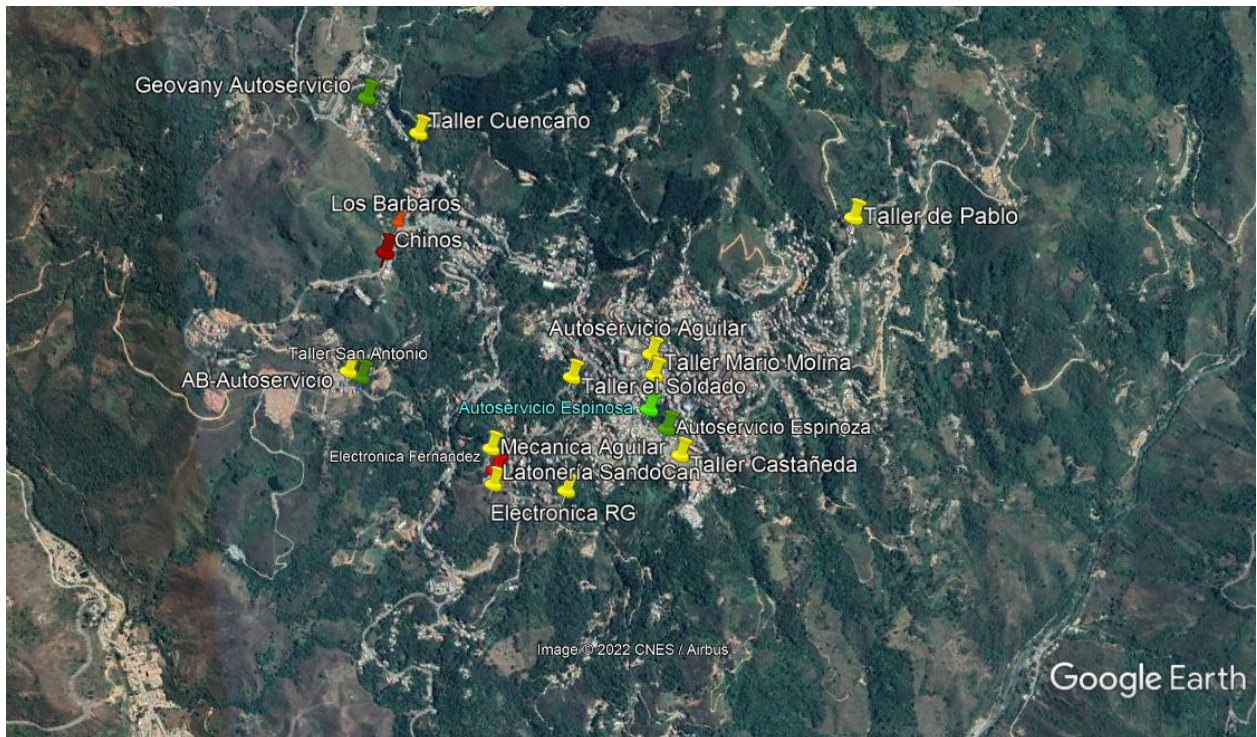 Geovany Autoservicio
Taller Cuencano
Los Barbaros
Taller de Pablo
Chinos
Autoservicio Aguilar
Taller San Antonio
Taller Mario Molina
AB-Autoservicio
Taller el Soldado
Autoservicio Espinosa
Autoservicio Espinoza
Mecanica Aguilar
Electronica Fernandez
Taller Castañeda
Latonería SandoCan
Electronica RG
Image © 2022 CNES / Airbus
Google Earth